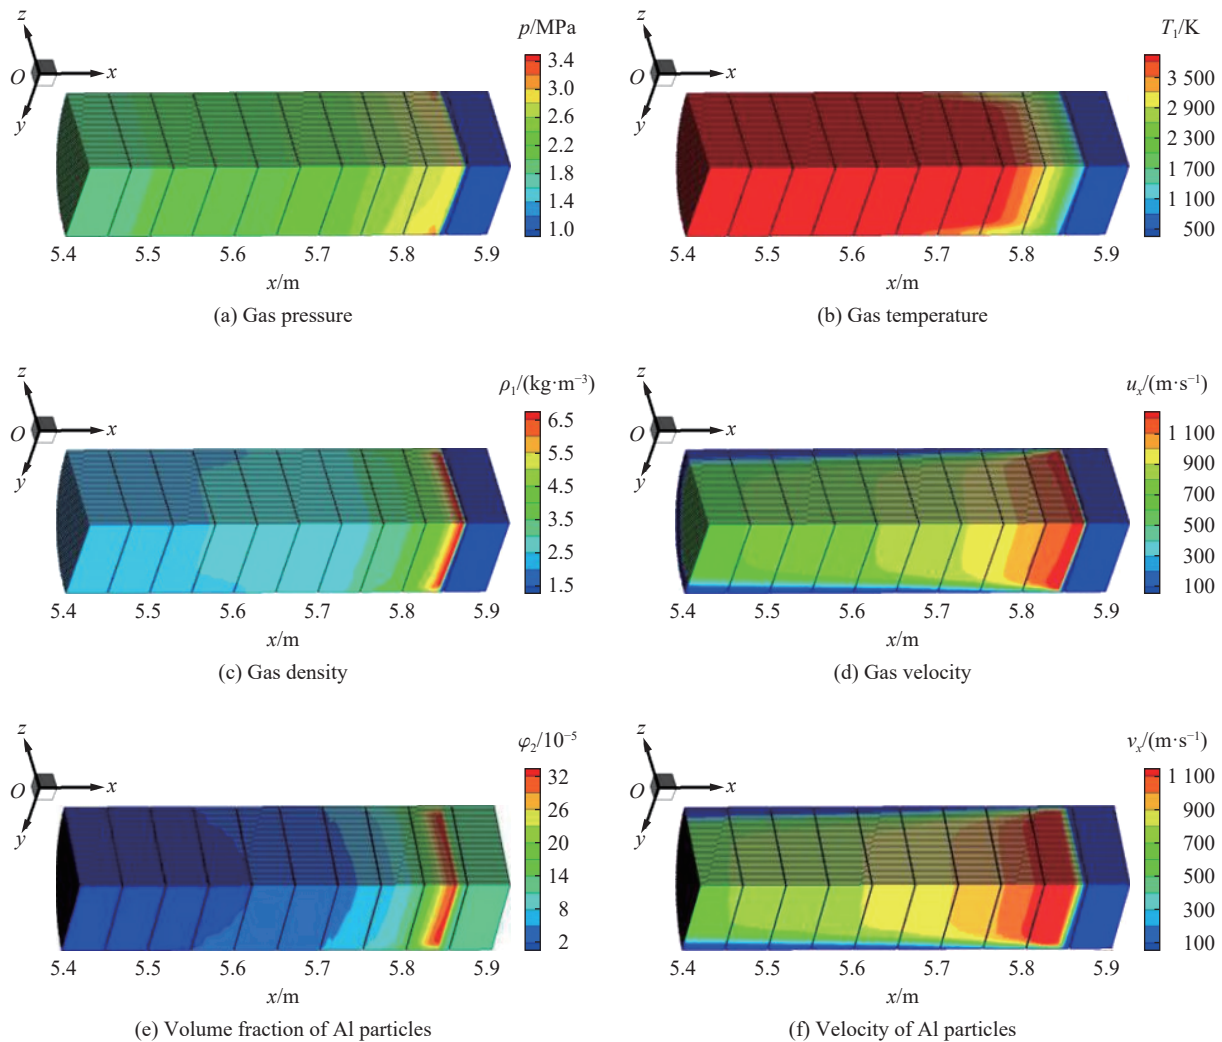 z
p/MPa
3.4
3.0
2.6
2.2
1.8
1.4
1.0
O
x
y
5.4 5.5 5.6 5.7 5.8 5.9
x/m
(a) Gas pressure
z
T₁/K
3 500
2 900
2 300
1 700
1 100
500
O
x
y
5.4 5.5 5.6 5.7 5.8 5.9
x/m
(b) Gas temperature
z
ρ₁/(kg·m⁻³)
6.5
5.5
4.5
3.5
2.5
1.5
O
x
y
5.4 5.5 5.6 5.7 5.8 5.9
x/m
(c) Gas density
z
uₓ/(m·s⁻¹)
1 100
900
700
500
300
100
O
x
y
5.4 5.5 5.6 5.7 5.8 5.9
x/m
(d) Gas velocity
z
φ₂/10⁻⁵
32
26
20
14
8
2
O
x
y
5.4 5.5 5.6 5.7 5.8 5.9
x/m
(e) Volume fraction of Al particles
z
vₓ/(m·s⁻¹)
1 100
900
700
500
300
100
O
x
y
5.4 5.5 5.6 5.7 5.8 5.9
x/m
(f) Velocity of Al particles